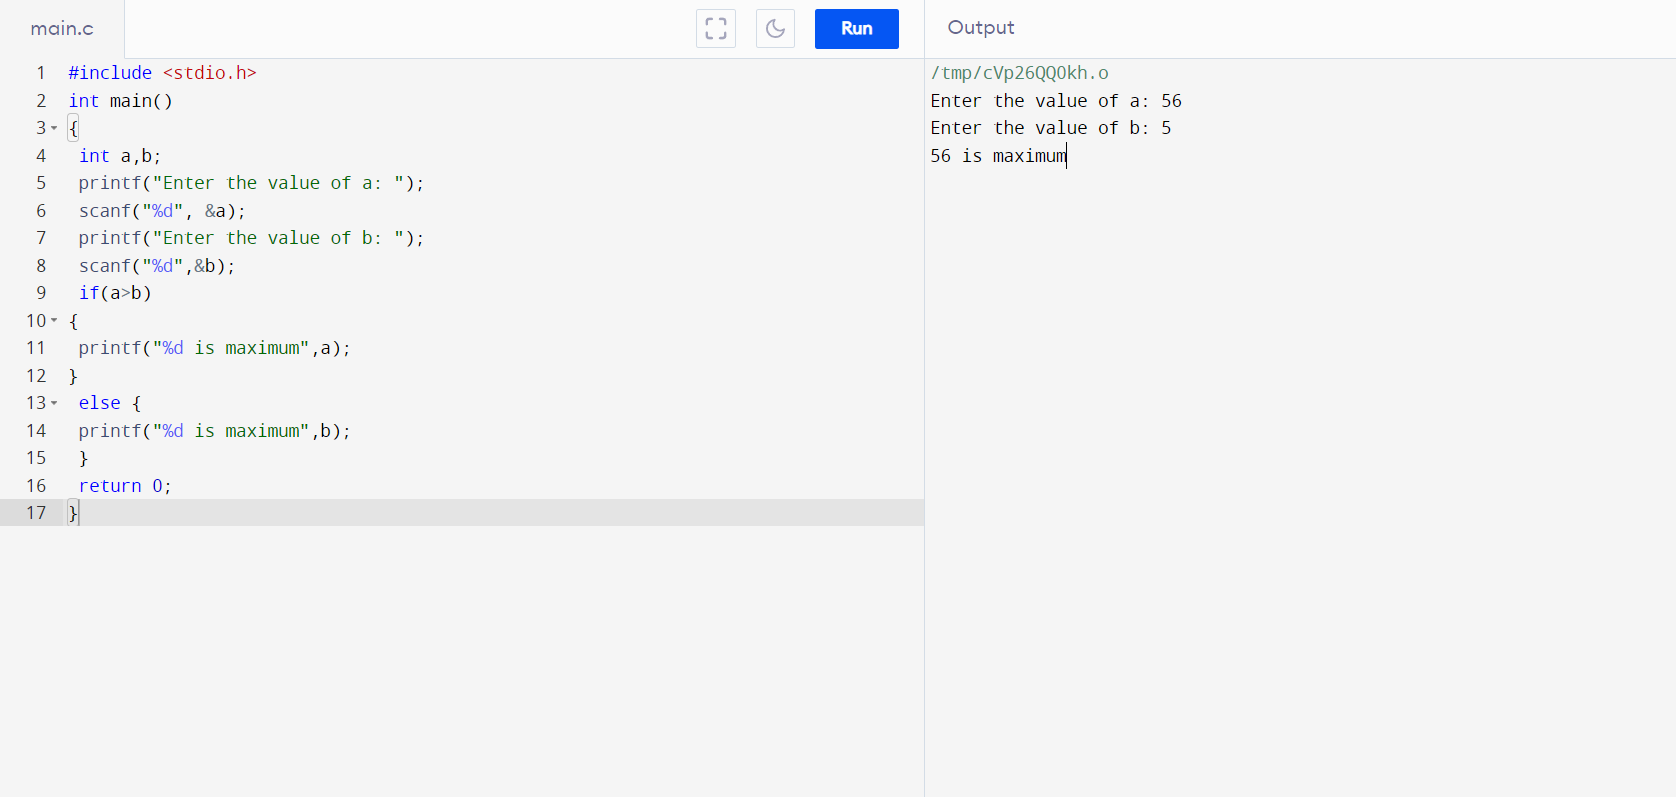 main.c
Run
Output
1 #include <stdio.h>
2 int main()
3 {
4  int a,b;
5  printf("Enter the value of a: ");
6  scanf("%d", &a);
7  printf("Enter the value of b: ");
8  scanf("%d",&b);
9  if(a>b)
10 {
11  printf("%d is maximum",a);
12 }
13  else {
14  printf("%d is maximum",b);
15  }
16  return 0;
17 }
/tmp/cVp26QQOkh.o
Enter the value of a: 56
Enter the value of b: 5
56 is maximum